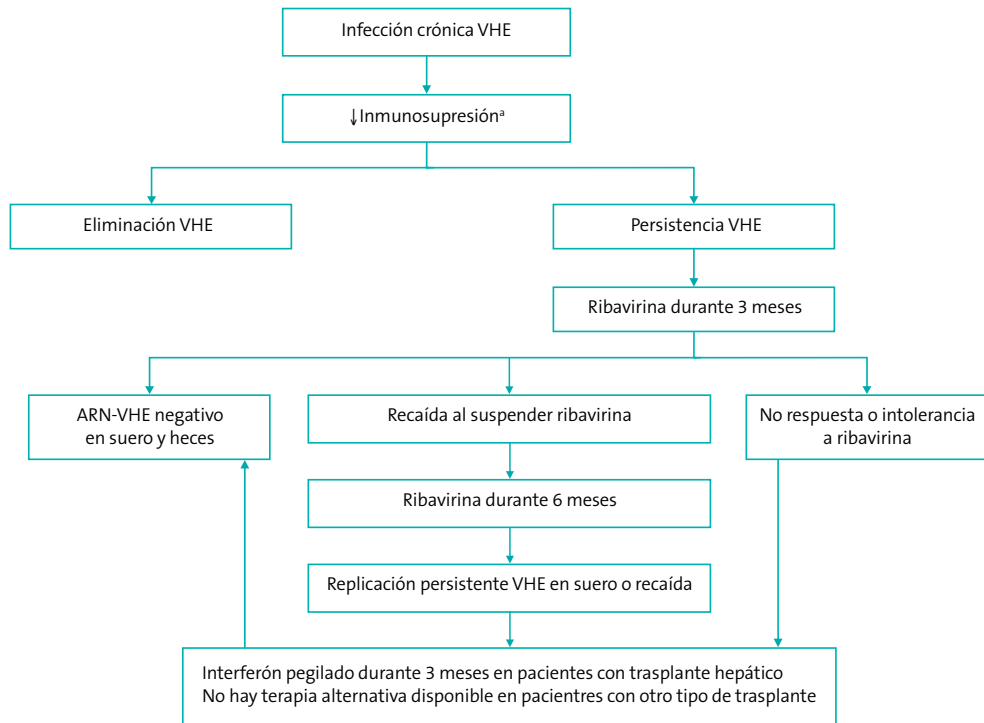 Infección crónica VHE
↓Inmunosupresiónᵃ
Eliminación VHE
Persistencia VHE
Ribavirina durante 3 meses
ARN-VHE negativo
en suero y heces
Recaída al suspender ribavirina
No respuesta o intolerancia
a ribavirina
Ribavirina durante 6 meses
Replicación persistente VHE en suero o recaída
Interferón pegilado durante 3 meses en pacientes con trasplante hepático
No hay terapia alternativa disponible en pacientres con otro tipo de trasplante